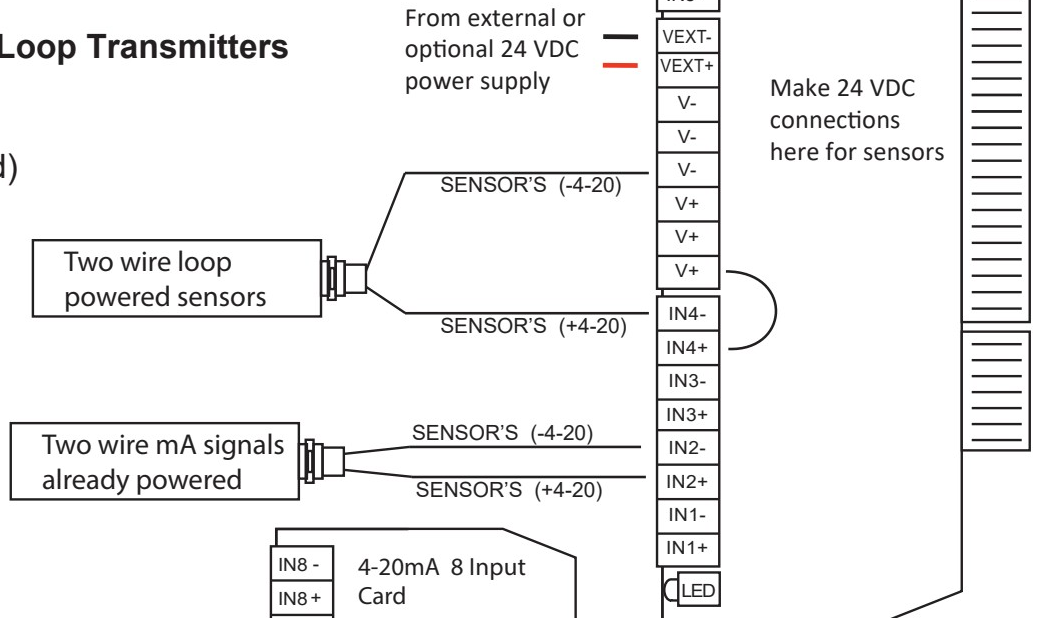 Loop Transmitters
d)
From external or
optional 24 VDC
power supply
VEXT-
VEXT+
V-
V-
V-
V+
V+
V+
Make 24 VDC
connections
here for sensors
SENSOR'S (-4-20)
Two wire loop
powered sensors
SENSOR'S (+4-20)
IN4-
IN4+
IN3-
IN3+
IN2-
IN2+
IN1-
IN1+
LED
SENSOR'S (-4-20)
Two wire mA signals
already powered
SENSOR'S (+4-20)
IN8 -
IN8 +
4-20mA 8 Input
Card